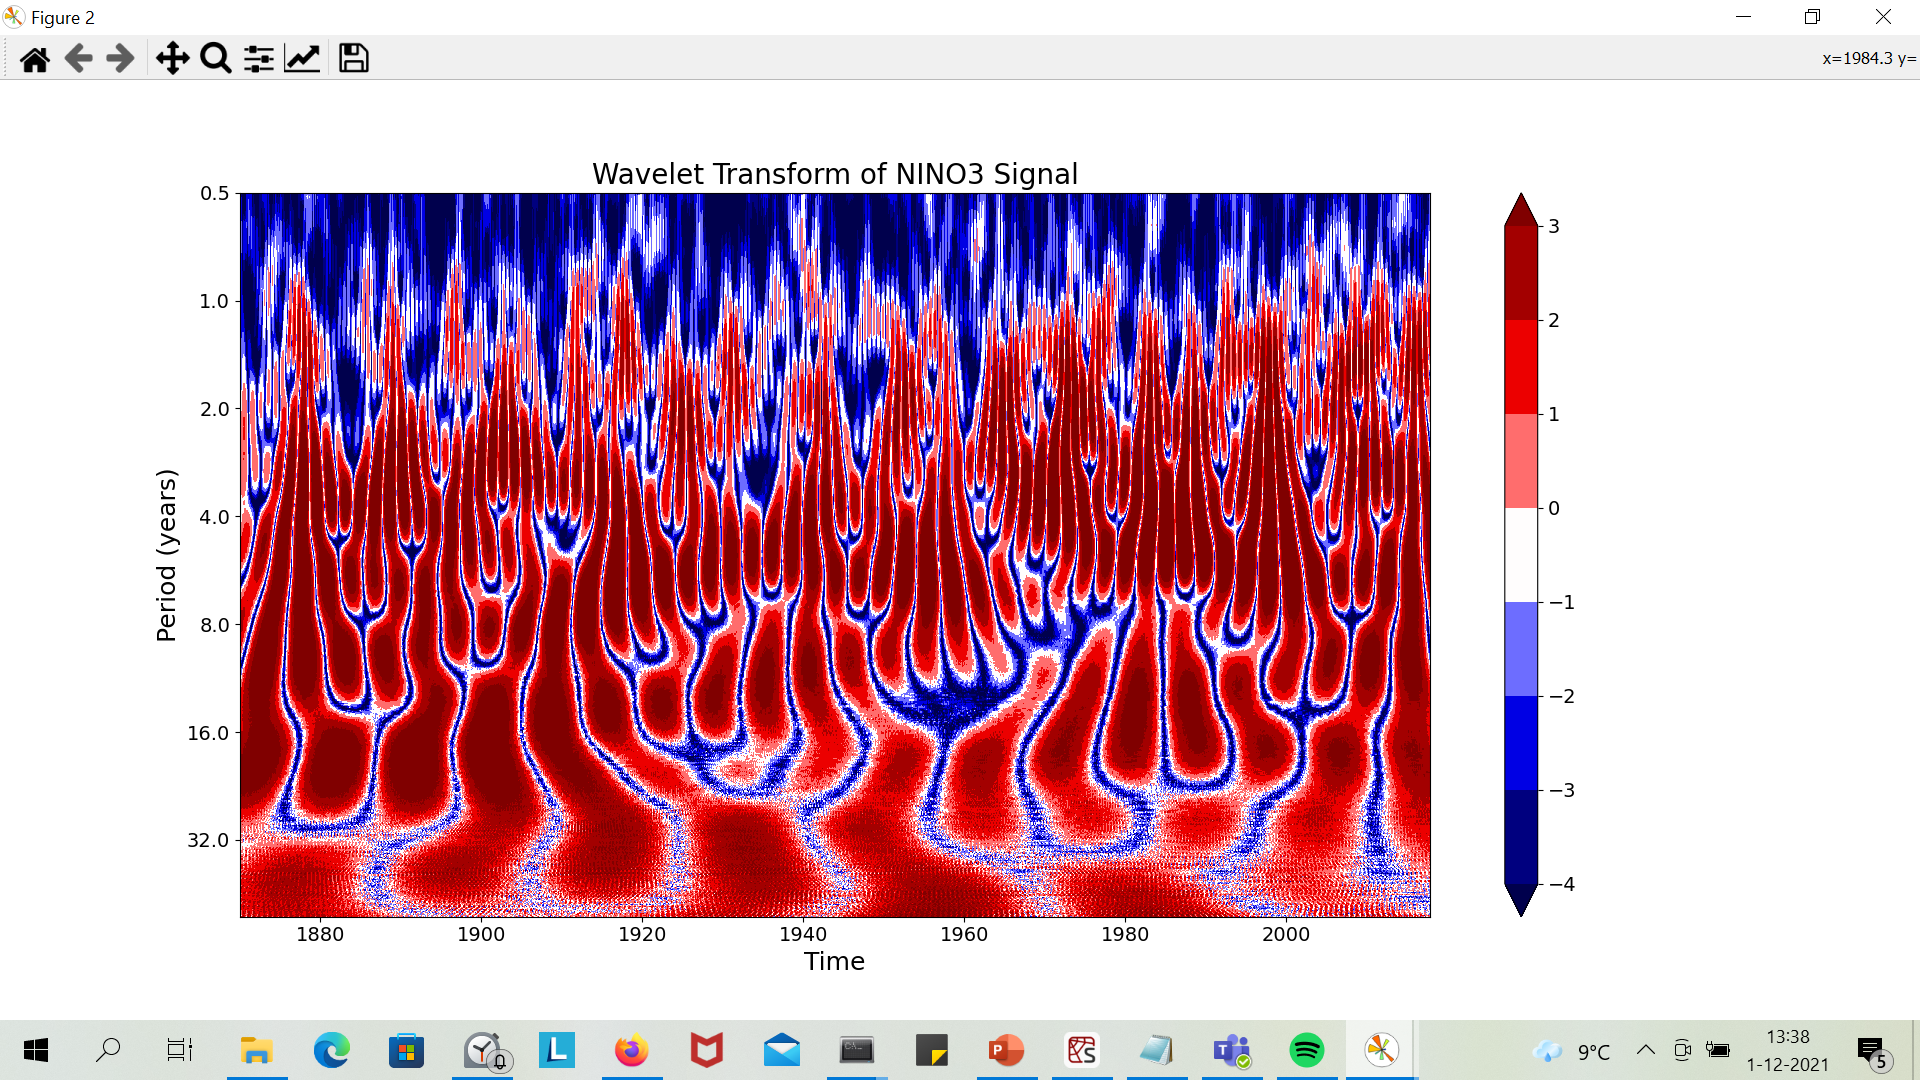 Figure 2
x=1984.3 y=
Wavelet Transform of NINO3 Signal
0.5
1.0
2.0
4.0
8.0
16.0
32.0
Period (years)
1880 1900 1920 1940 1960 1980 2000
Time
3
2
1
0
−1
−2
−3
−4
L
C:\_
P
S
T
9°C
13:38
1-12-2021
5